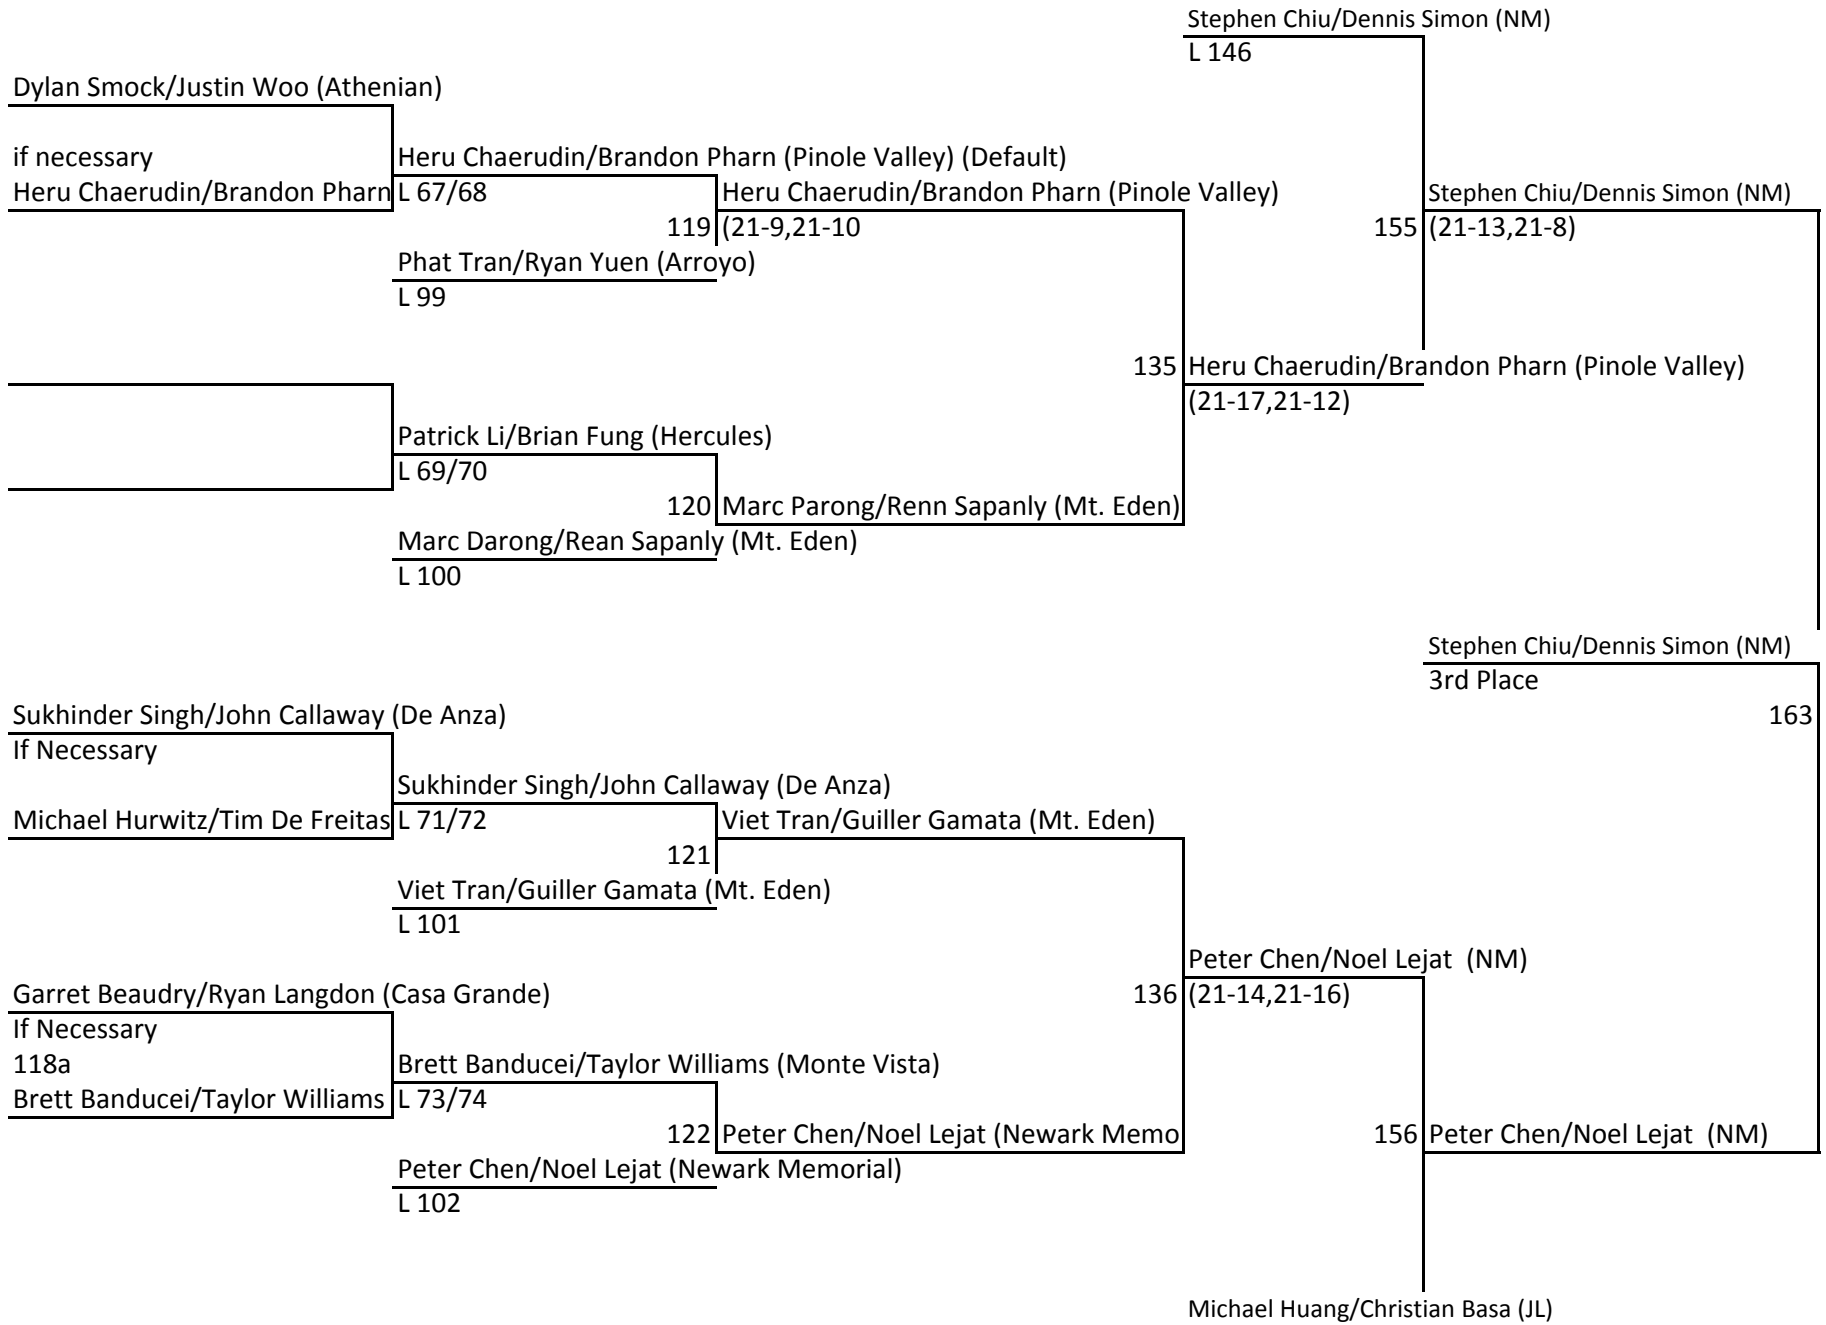 Stephen Chiu/Dennis Simon (NM)
L 146
Dylan Smock/Justin Woo (Athenian)
if necessary
Heru Chaerudin/Brandon Pharn (Pinole Valley) (Default)
Heru Chaerudin/Brandon Pharn
L 67/68
Heru Chaerudin/Brandon Pharn (Pinole Valley)
Stephen Chiu/Dennis Simon (NM)
119
(21-9,21-10
155
(21-13,21-8)
Phat Tran/Ryan Yuen (Arroyo)
L 99
135
Heru Chaerudin/Brandon Pharn (Pinole Valley)
(21-17,21-12)
Patrick Li/Brian Fung (Hercules)
L 69/70
120
Marc Parong/Renn Sapanly (Mt. Eden)
Marc Darong/Rean Sapanly (Mt. Eden)
L 100
Stephen Chiu/Dennis Simon (NM)
3rd Place
Sukhinder Singh/John Callaway (De Anza)
163
If Necessary
Sukhinder Singh/John Callaway (De Anza)
Michael Hurwitz/Tim De Freitas
L 71/72
Viet Tran/Guiller Gamata (Mt. Eden)
121
Viet Tran/Guiller Gamata (Mt. Eden)
L 101
Peter Chen/Noel Lejat (NM)
Garret Beaudry/Ryan Langdon (Casa Grande)
136
(21-14,21-16)
If Necessary
118a
Brett Banducei/Taylor Williams (Monte Vista)
Brett Banducei/Taylor Williams
L 73/74
122
Peter Chen/Noel Lejat (Newark Memo
156
Peter Chen/Noel Lejat (NM)
Peter Chen/Noel Lejat (Newark Memorial)
L 102
Michael Huang/Christian Basa (JL)